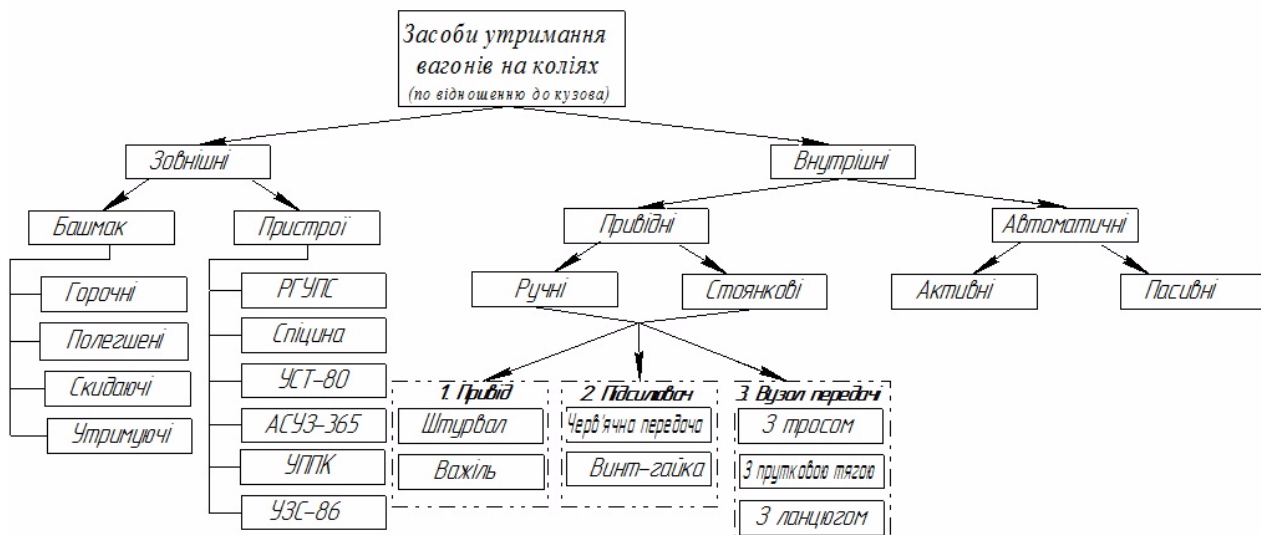 Засоби утримання
вагонів на коліях
(по відношенню до кузова)
Зовнішні
Внутрішні
Башмак
Пристрої
Привідні
Автоматичні
Горочні
Полегшені
Скидаючі
Утримуючі
РГУПС
Спіцина
УСТ-80
АСУЗ-365
УППК
УЗС-86
Ручні
Стоянкові
Активні
Пасивні
1. Привід
Штурвал
Важіль
2 Підсилювач
Черв'ячна передача
Винт-гайка
3. Вузол передачі
З тросом
З прутковою тягою
З ланцюгом